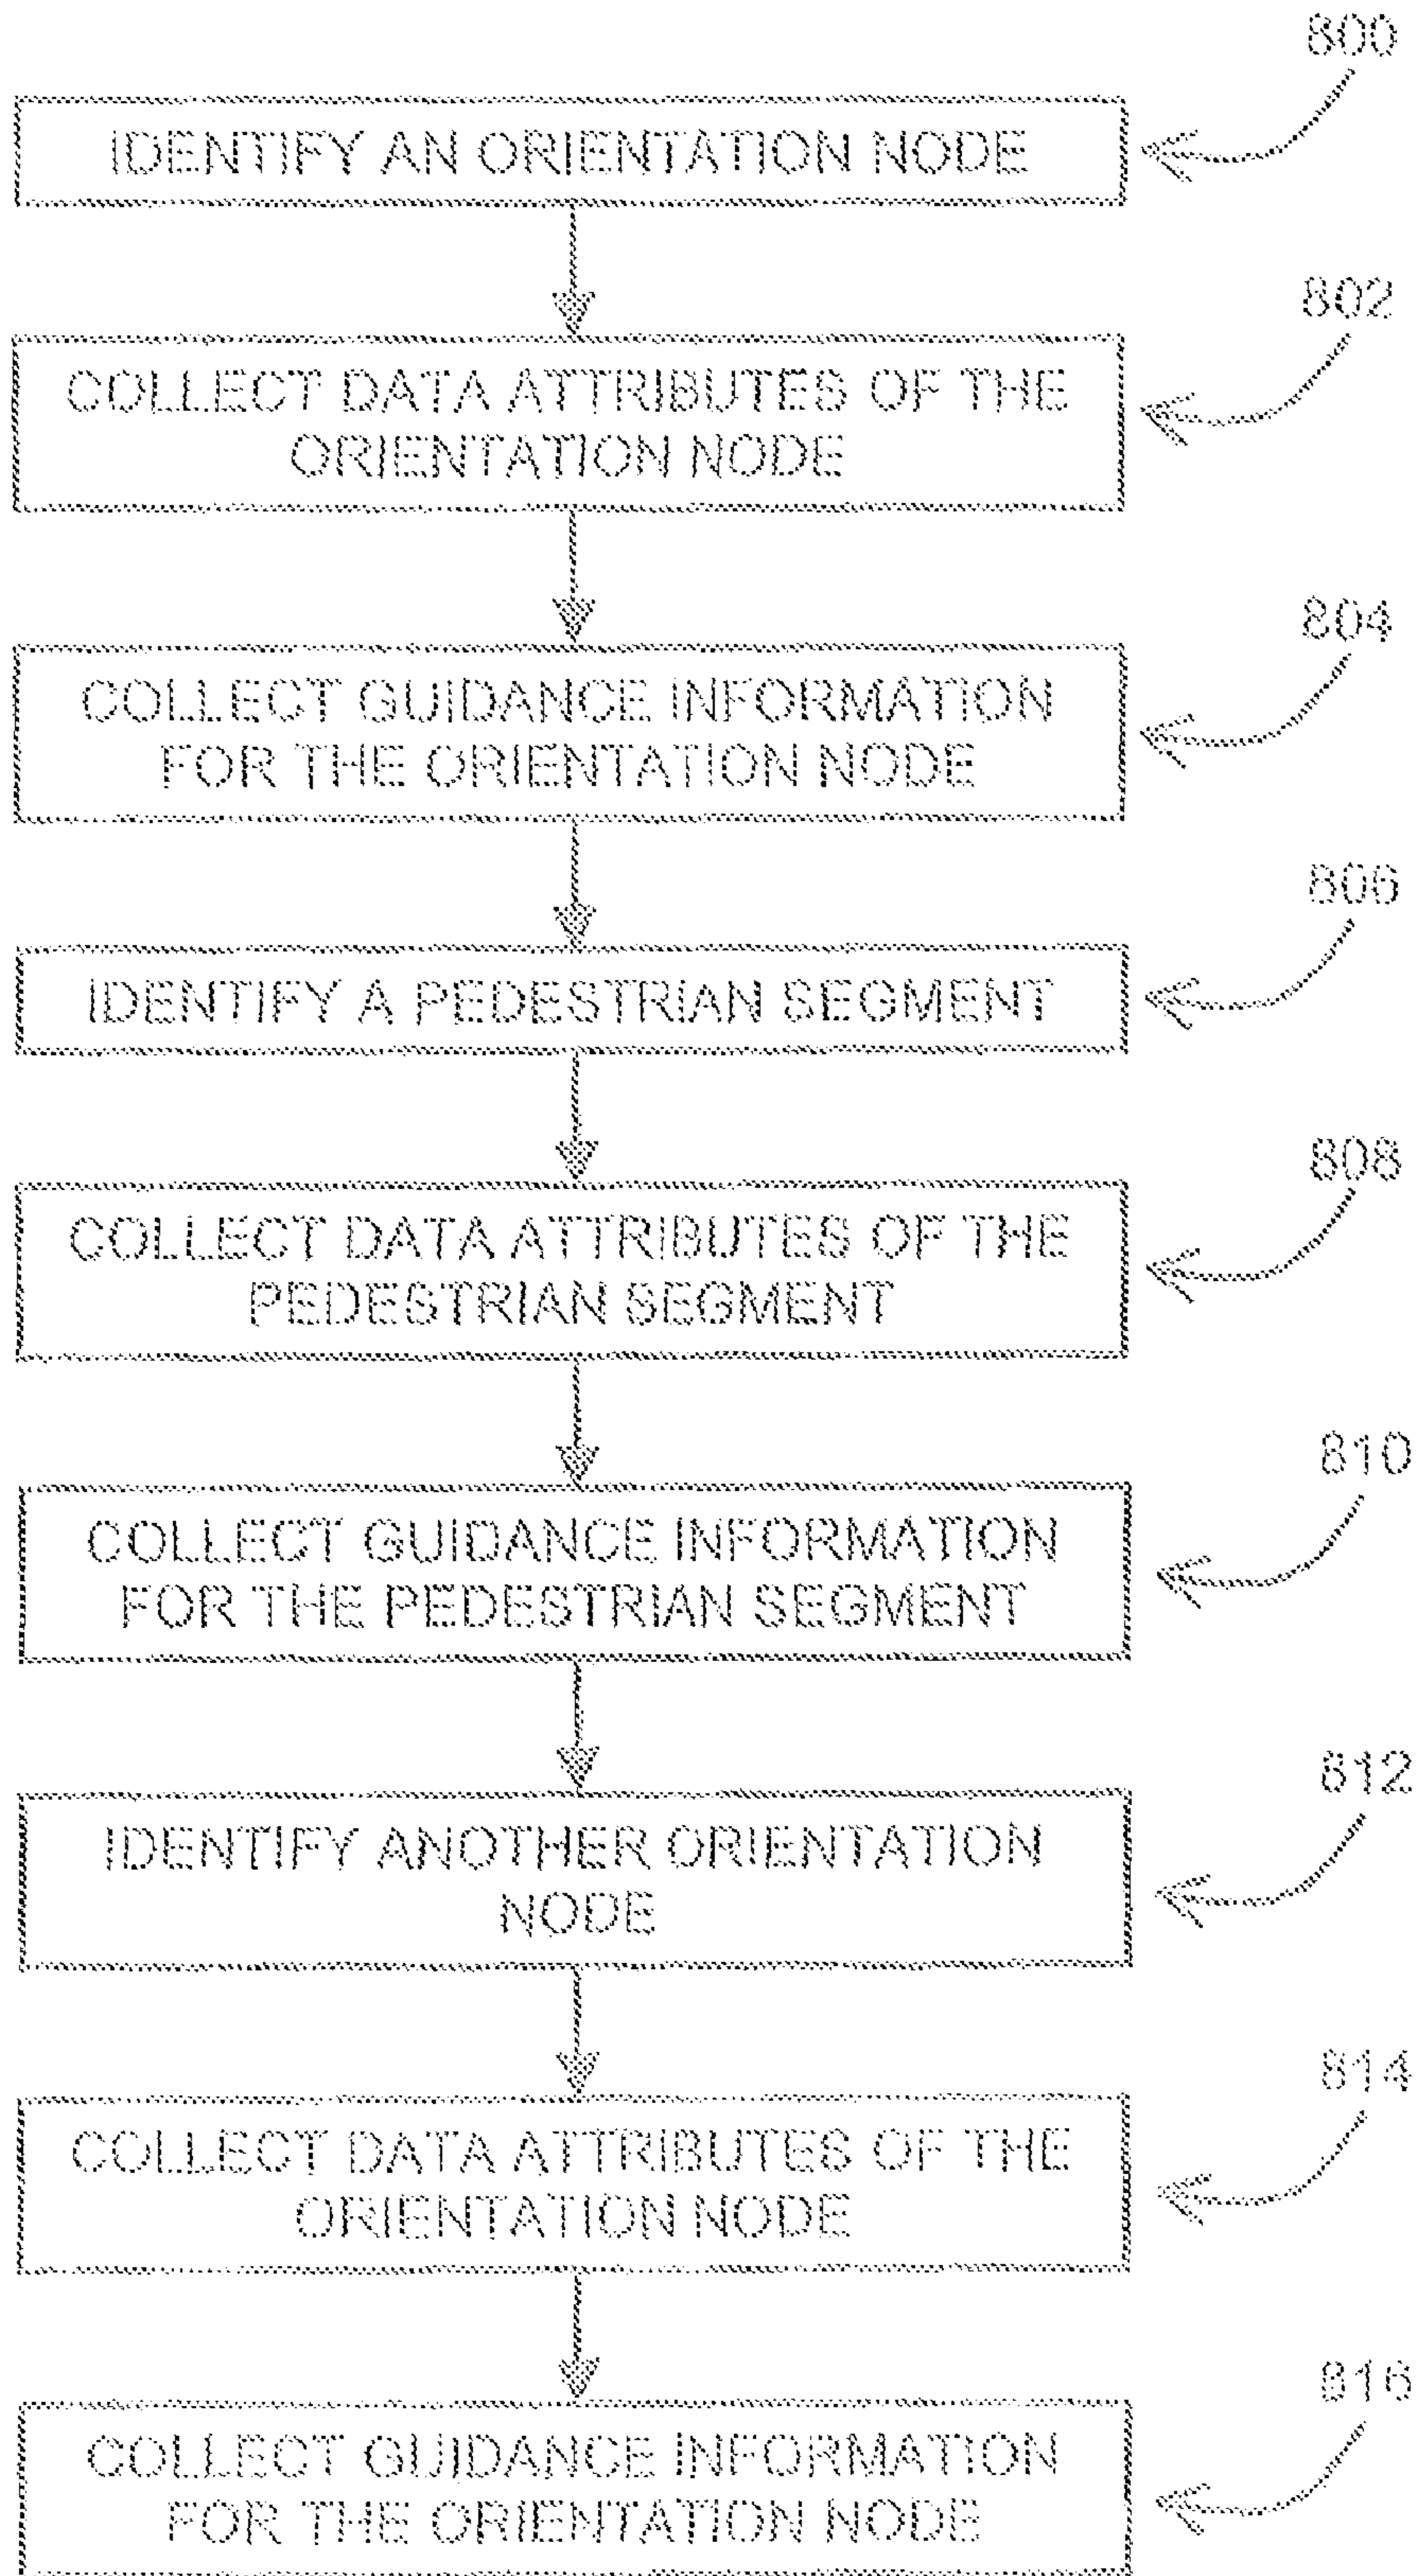 800
IDENTIFY AN ORIENTATION NODE
802
COLLECT DATA ATTRIBUTES OF THE
ORIENTATION NODE
804
COLLECT GUIDANCE INFORMATION
FOR THE ORIENTATION NODE
806
IDENTIFY A PEDESTRIAN SEGMENT
808
COLLECT DATA ATTRIBUTES OF THE
PEDESTRIAN SEGMENT
810
COLLECT GUIDANCE INFORMATION
FOR THE PEDESTRIAN SEGMENT
812
IDENTIFY ANOTHER ORIENTATION
NODE
814
COLLECT DATA ATTRIBUTES OF THE
ORIENTATION NODE
816
COLLECT GUIDANCE INFORMATION
FOR THE ORIENTATION NODE